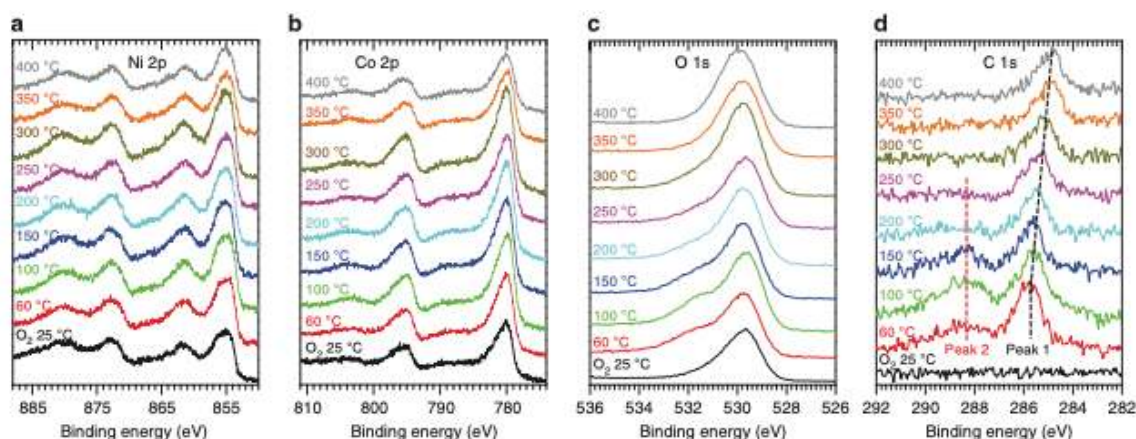 a
Ni 2p
400 °C
350 °C
300 °C
250 °C
200 °C
150 °C
100 °C
60 °C
O₂ 25 °C
885 875 865 855
Binding energy (eV)
b
Co 2p
400 °C
350 °C
300 °C
250 °C
200 °C
150 °C
100 °C
60 °C
O₂ 25 °C
810 800 790 780
Binding energy (eV)
c
O 1s
400 °C
350 °C
300 °C
250 °C
200 °C
150 °C
100 °C
60 °C
O₂ 25 °C
536 534 532 530 528 526
Binding energy (eV)
d
C 1s
400 °C
350 °C
300 °C
250 °C
200 °C
150 °C
100 °C
60 °C
Peak 2 Peak 1
O₂ 25 °C
292 290 288 286 284 282
Binding energy (eV)